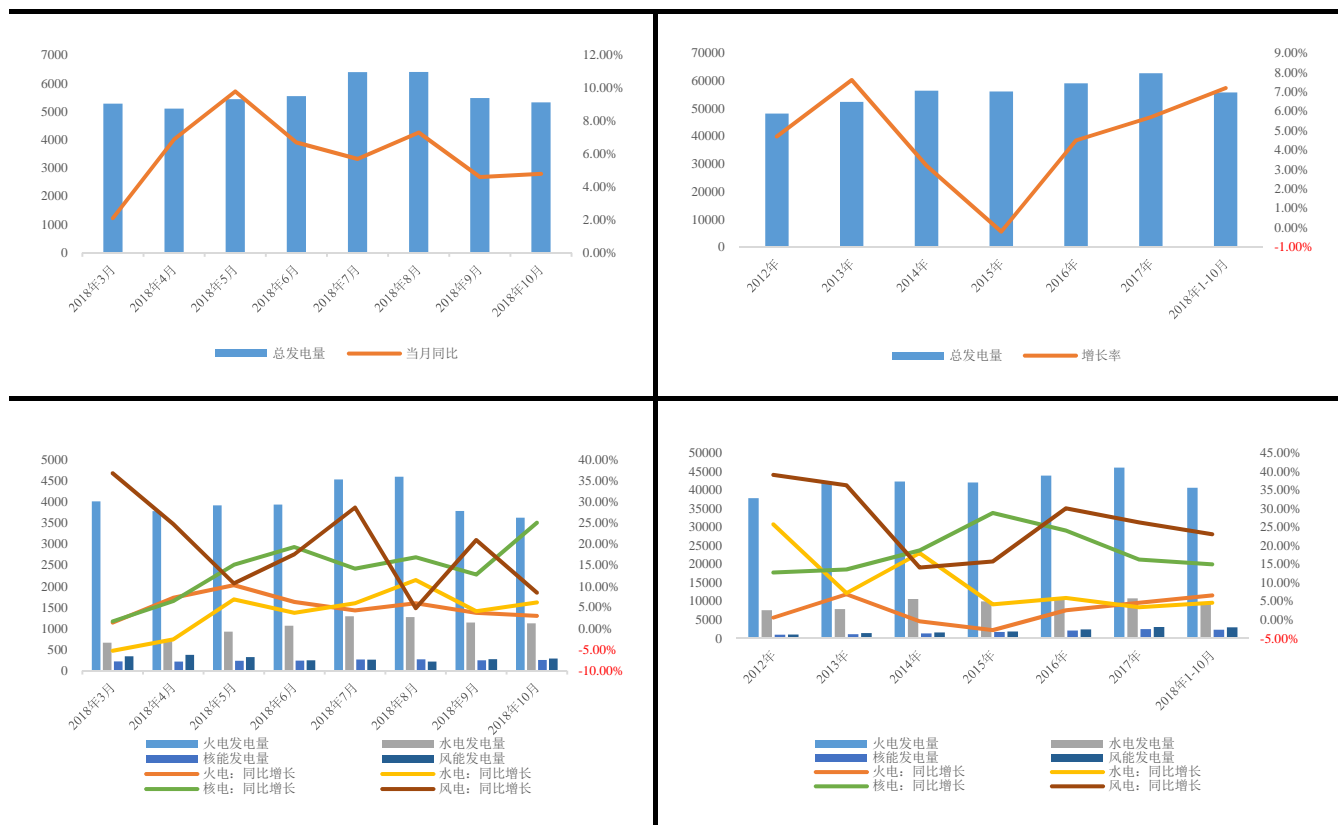 7000
6000
5000
4000
3000
2000
1000
0
12.00%
10.00%
8.00%
6.00%
4.00%
2.00%
0.00%
2018年3月
2018年4月
2018年5月
2018年6月
2018年7月
2018年8月
2018年9月
2018年10月
总发电量 当月同比
70000
60000
50000
40000
30000
20000
10000
0
9.00%
8.00%
7.00%
6.00%
5.00%
4.00%
3.00%
2.00%
1.00%
0.00%
-1.00%
2012年
2013年
2014年
2015年
2016年
2017年
2018年1-10月
总发电量 增长率
5000
4500
4000
3500
3000
2500
2000
1500
1000
500
0
40.00%
35.00%
30.00%
25.00%
20.00%
15.00%
10.00%
5.00%
0.00%
-5.00%
-10.00%
2018年3月
2018年4月
2018年5月
2018年6月
2018年7月
2018年8月
2018年9月
2018年10月
火电发电量 水电发电量
核能发电量 风能发电量
火电：同比增长 水电：同比增长
核电：同比增长 风电：同比增长
50000
45000
40000
35000
30000
25000
20000
15000
10000
5000
0
45.00%
40.00%
35.00%
30.00%
25.00%
20.00%
15.00%
10.00%
5.00%
0.00%
-5.00%
2012年
2013年
2014年
2015年
2016年
2017年
2018年1-10月
火电发电量 水电发电量
核能发电量 风能发电量
火电：同比增长 水电：同比增长
核电：同比增长 风电：同比增长